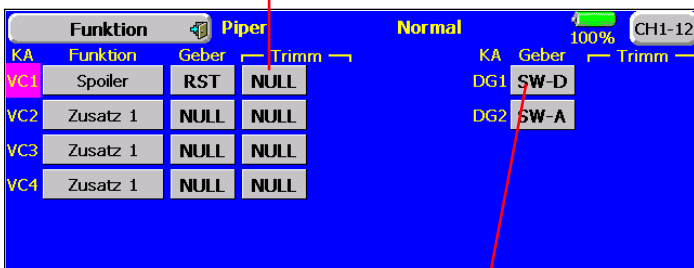 Funktion Piper Normal 100% CH1-12
KA Funktion Geber Trimm KA Geber Trimm
VC1 Spoiler RST NULL DG1 SW-D
VC2 Zusatz 1 NULL NULL DG2 SW-A
VC3 Zusatz 1 NULL NULL
VC4 Zusatz 1 NULL NULL